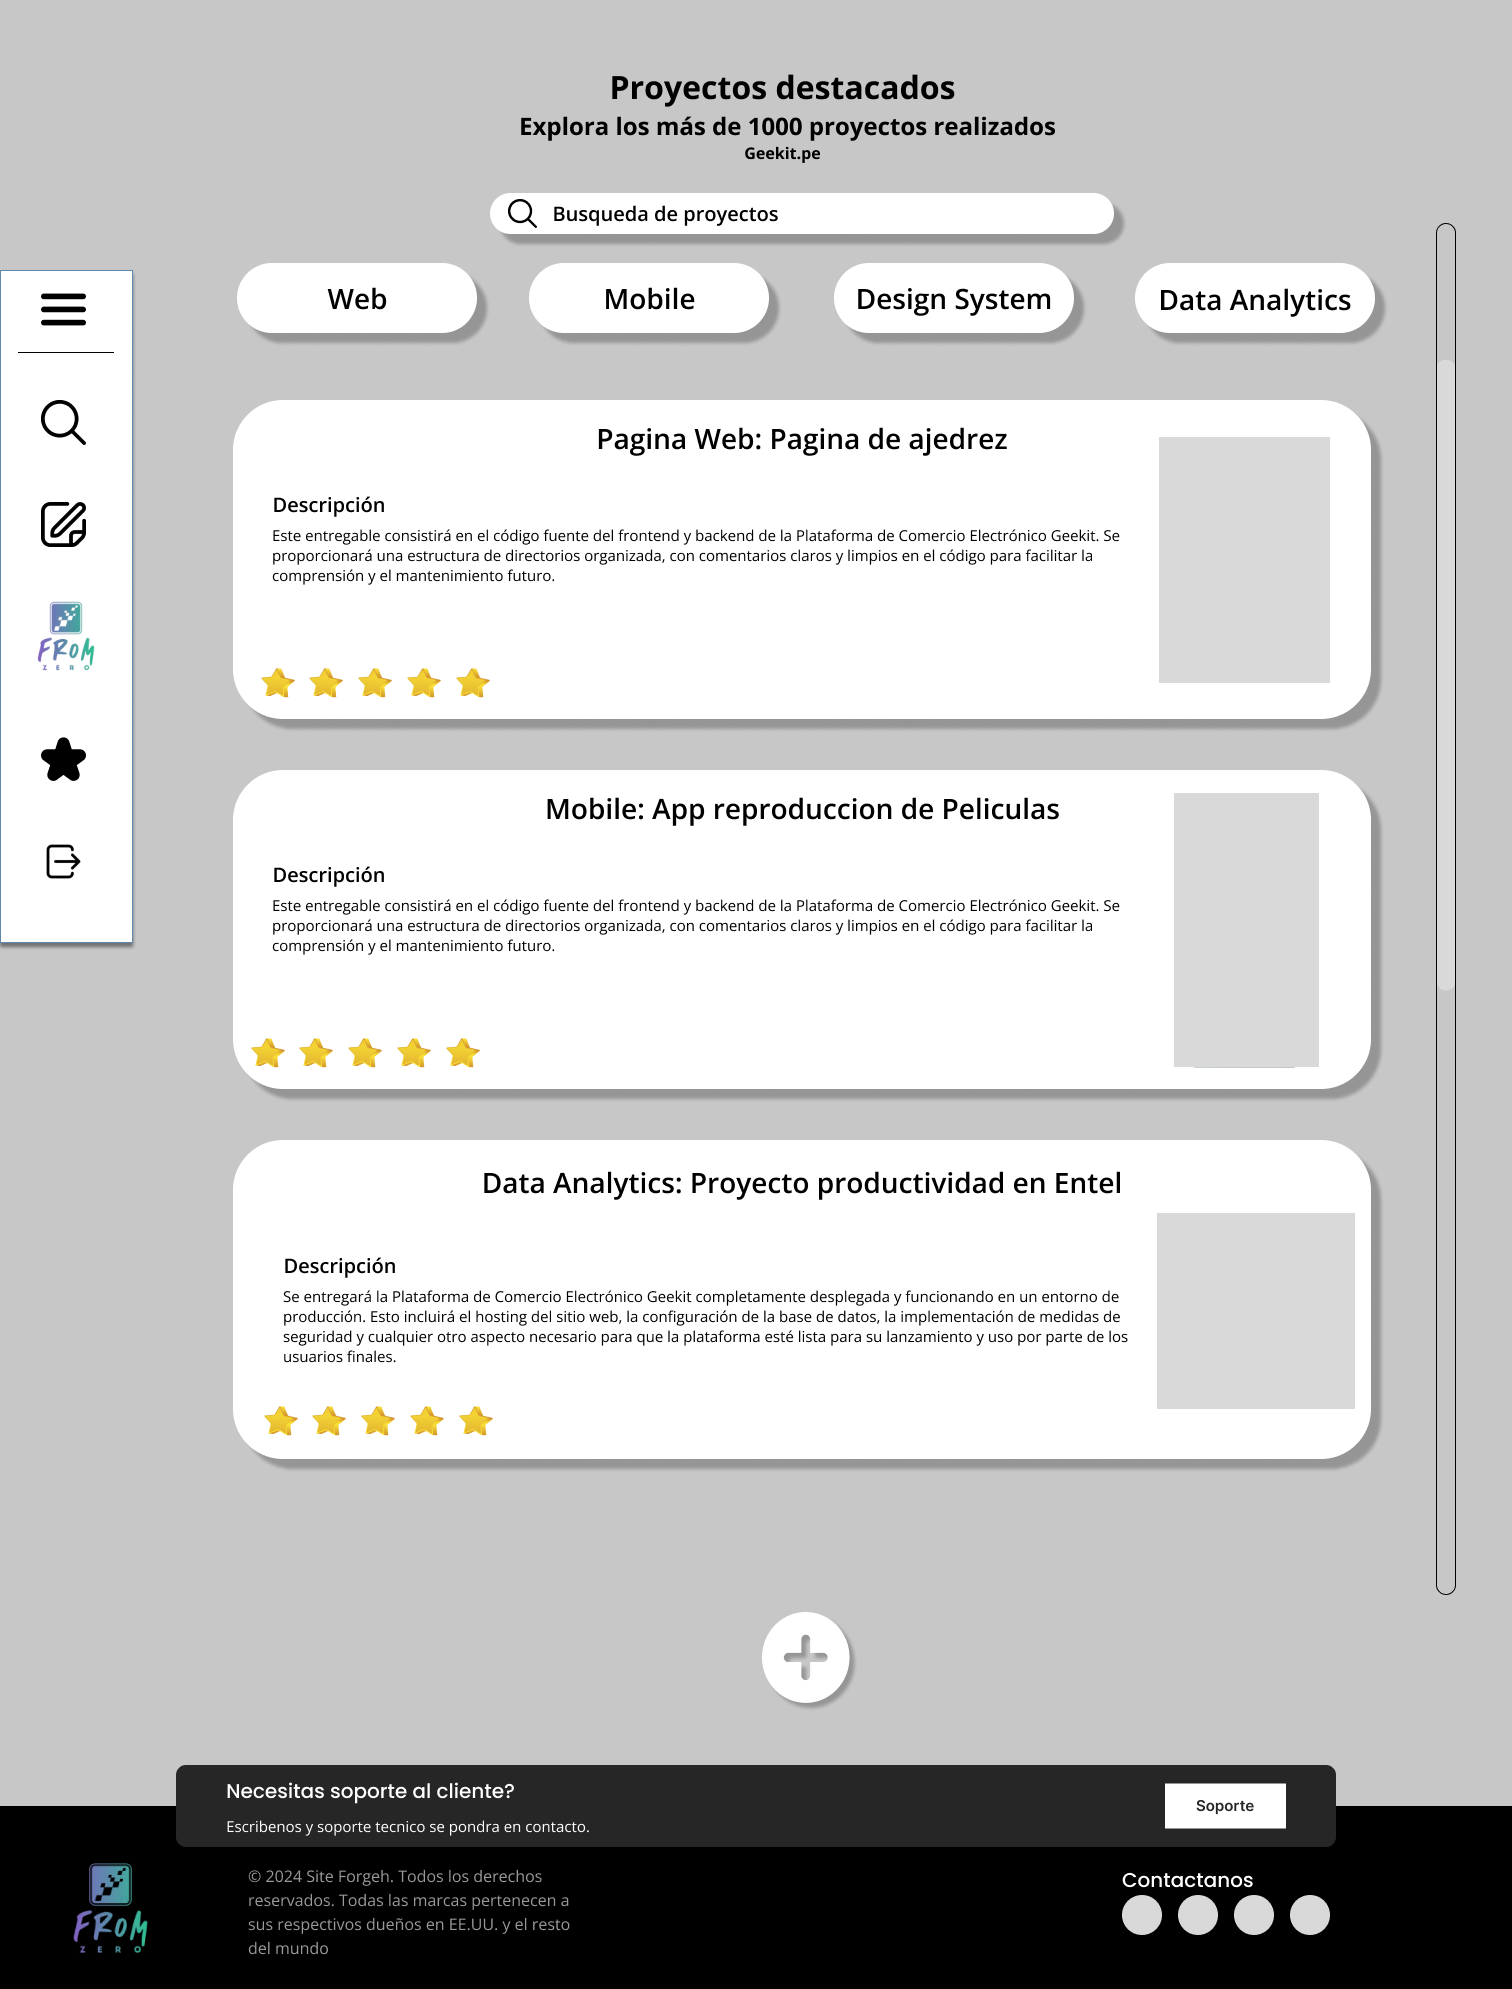 Proyectos destacados
Explora los más de 1000 proyectos realizados
Geekit.pe
Busqueda de proyectos
Web
Mobile
Design System
Data Analytics
Pagina Web: Pagina de ajedrez
Descripción
Este entregable consistirá en el código fuente del frontend y backend de la Plataforma de Comercio Electrónico Geekit. Se
proporcionará una estructura de directorios organizada, con comentarios claros y limpios en el código para facilitar la
comprensión y el mantenimiento futuro.
FROM
ZERO
Mobile: App reproduccion de Peliculas
Descripción
Este entregable consistirá en el código fuente del frontend y backend de la Plataforma de Comercio Electrónico Geekit. Se
proporcionará una estructura de directorios organizada, con comentarios claros y limpios en el código para facilitar la
comprensión y el mantenimiento futuro.
Data Analytics: Proyecto productividad en Entel
Descripción
Se entregará la Plataforma de Comercio Electrónico Geekit completamente desplegada y funcionando en un entorno de
producción. Esto incluirá el hosting del sitio web, la configuración de la base de datos, la implementación de medidas de
seguridad y cualquier otro aspecto necesario para que la plataforma esté lista para su lanzamiento y uso por parte de los
usuarios finales.
Necesitas soporte al cliente?
Escribenos y soporte tecnico se pondra en contacto.
Soporte
FROM
ZERO
© 2024 Site Forgeh. Todos los derechos
reservados. Todas las marcas pertenecen a
sus respectivos dueños en EE.UU. y el resto
del mundo
Contactanos